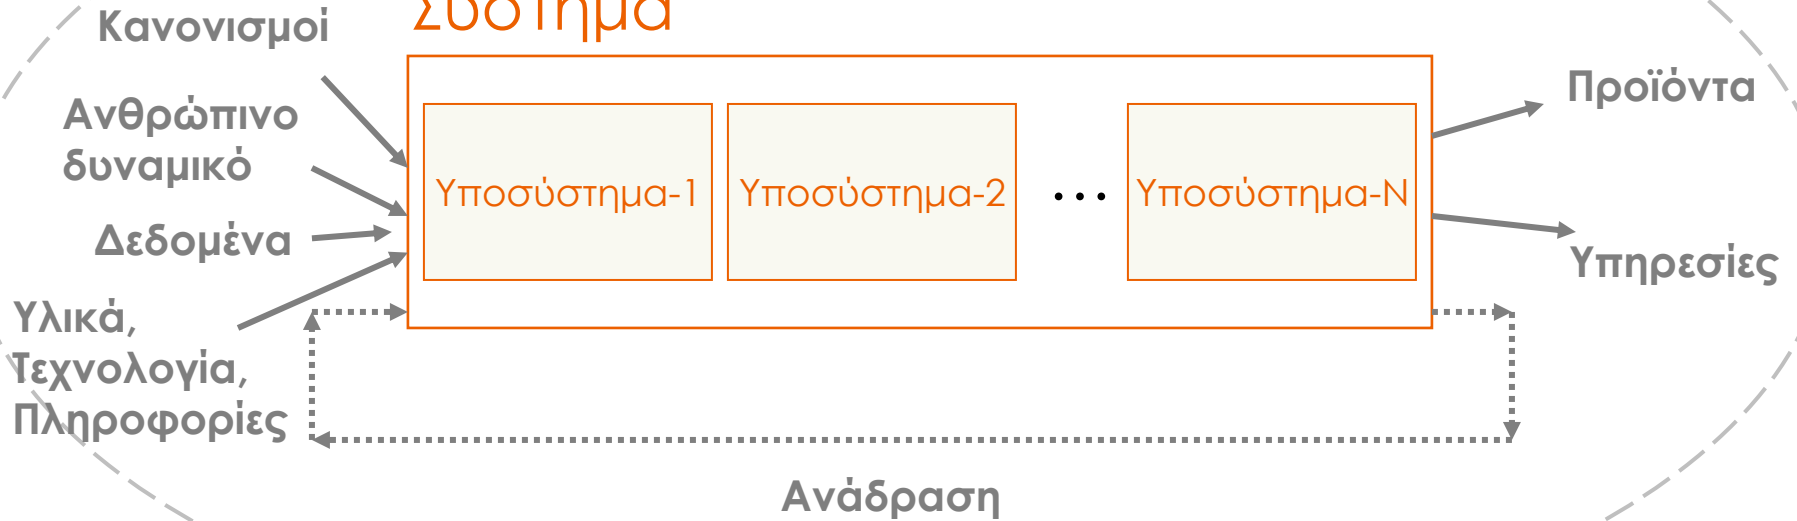 Σύστημα
Κανονισμοί
Ανθρώπινο
δυναμικό
Δεδομένα
Υλικά,
Τεχνολογία,
Πληροφορίες
Υποσύστημα-1
Υποσύστημα-2
...
Υποσύστημα-Ν
Προϊόντα
Υπηρεσίες
Ανάδραση